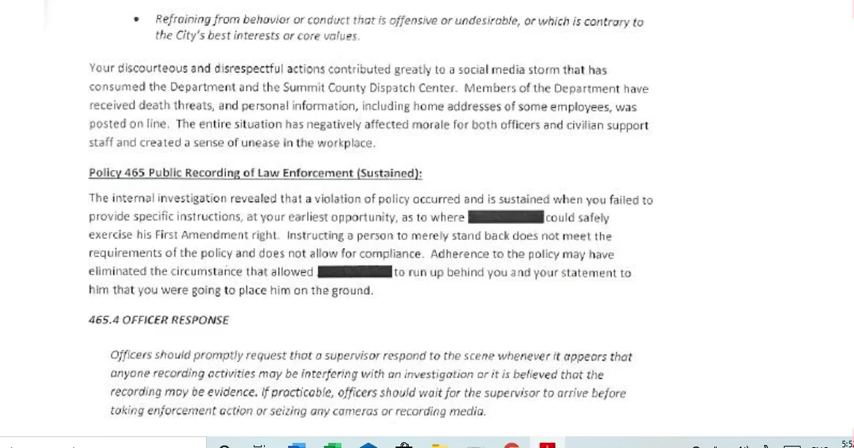 • Refraining from behavior or conduct that is offensive or undesirable, or which is contrary to
the City's best interests or core values.
Your discourteous and disrespectful actions contributed greatly to a social media storm that has
consumed the Department and the Summit County Dispatch Center. Members of the Department have
received death threats, and personal information, including home addresses of some employees, was
posted on line. The entire situation has negatively affected morale for both officers and civilian support
staff and created a sense of unease in the workplace.
Policy 465 Public Recording of Law Enforcement (Sustained):
The internal investigation revealed that a violation of policy occurred and is sustained when you failed to
provide specific instructions, at your earliest opportunity, as to where could safely
exercise his First Amendment right. Instructing a person to merely stand back does not meet the
requirements of the policy and does not allow for compliance. Adherence to the policy may have
eliminated the circumstance that allowed to run up behind you and your statement to
him that you were going to place him on the ground.
465.4 OFFICER RESPONSE
Officers should promptly request that a supervisor respond to the scene whenever it appears that
anyone recording activities may be interfering with an investigation or it is believed that the
recording may be evidence. If practicable, officers should wait for the supervisor to arrive before
taking enforcement action or seizing any cameras or recording media.